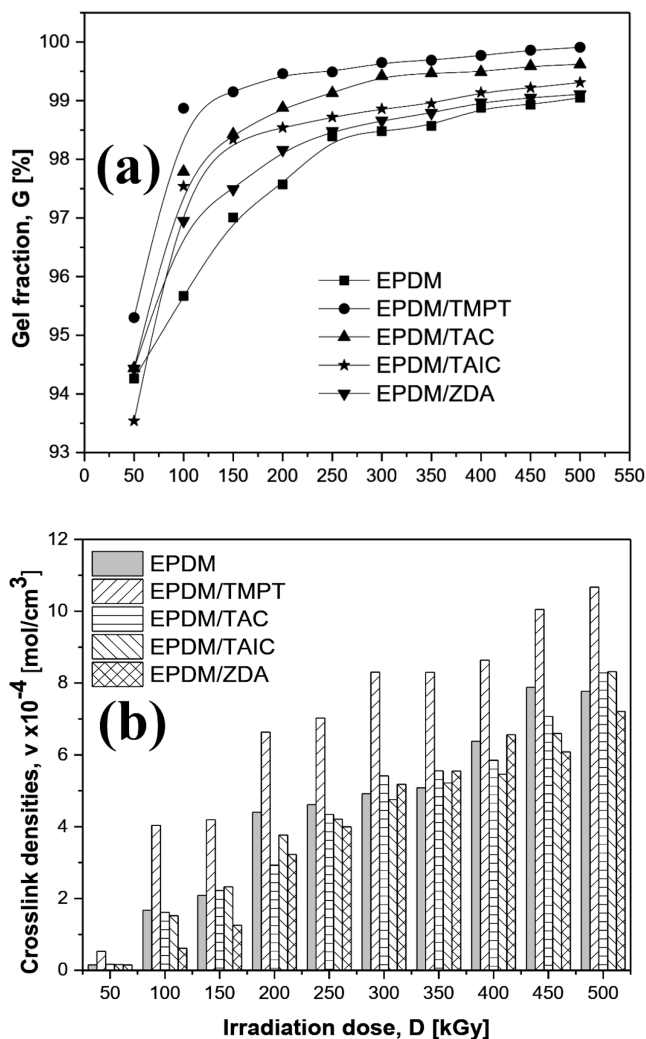 100
99
98
97
96
95
94
93
Gel fraction, G [%]
(a)
EPDM
EPDM/TMPT
EPDM/TAC
EPDM/TAIC
EPDM/ZDA
0 50 100 150 200 250 300 350 400 450 500 550
12
10
8
6
4
2
0
Crosslink densities, ν x10⁻⁴ [mol/cm³]
EPDM
EPDM/TMPT
EPDM/TAC
EPDM/TAIC
EPDM/ZDA
(b)
50 100 150 200 250 300 350 400 450 500
Irradiation dose, D [kGy]